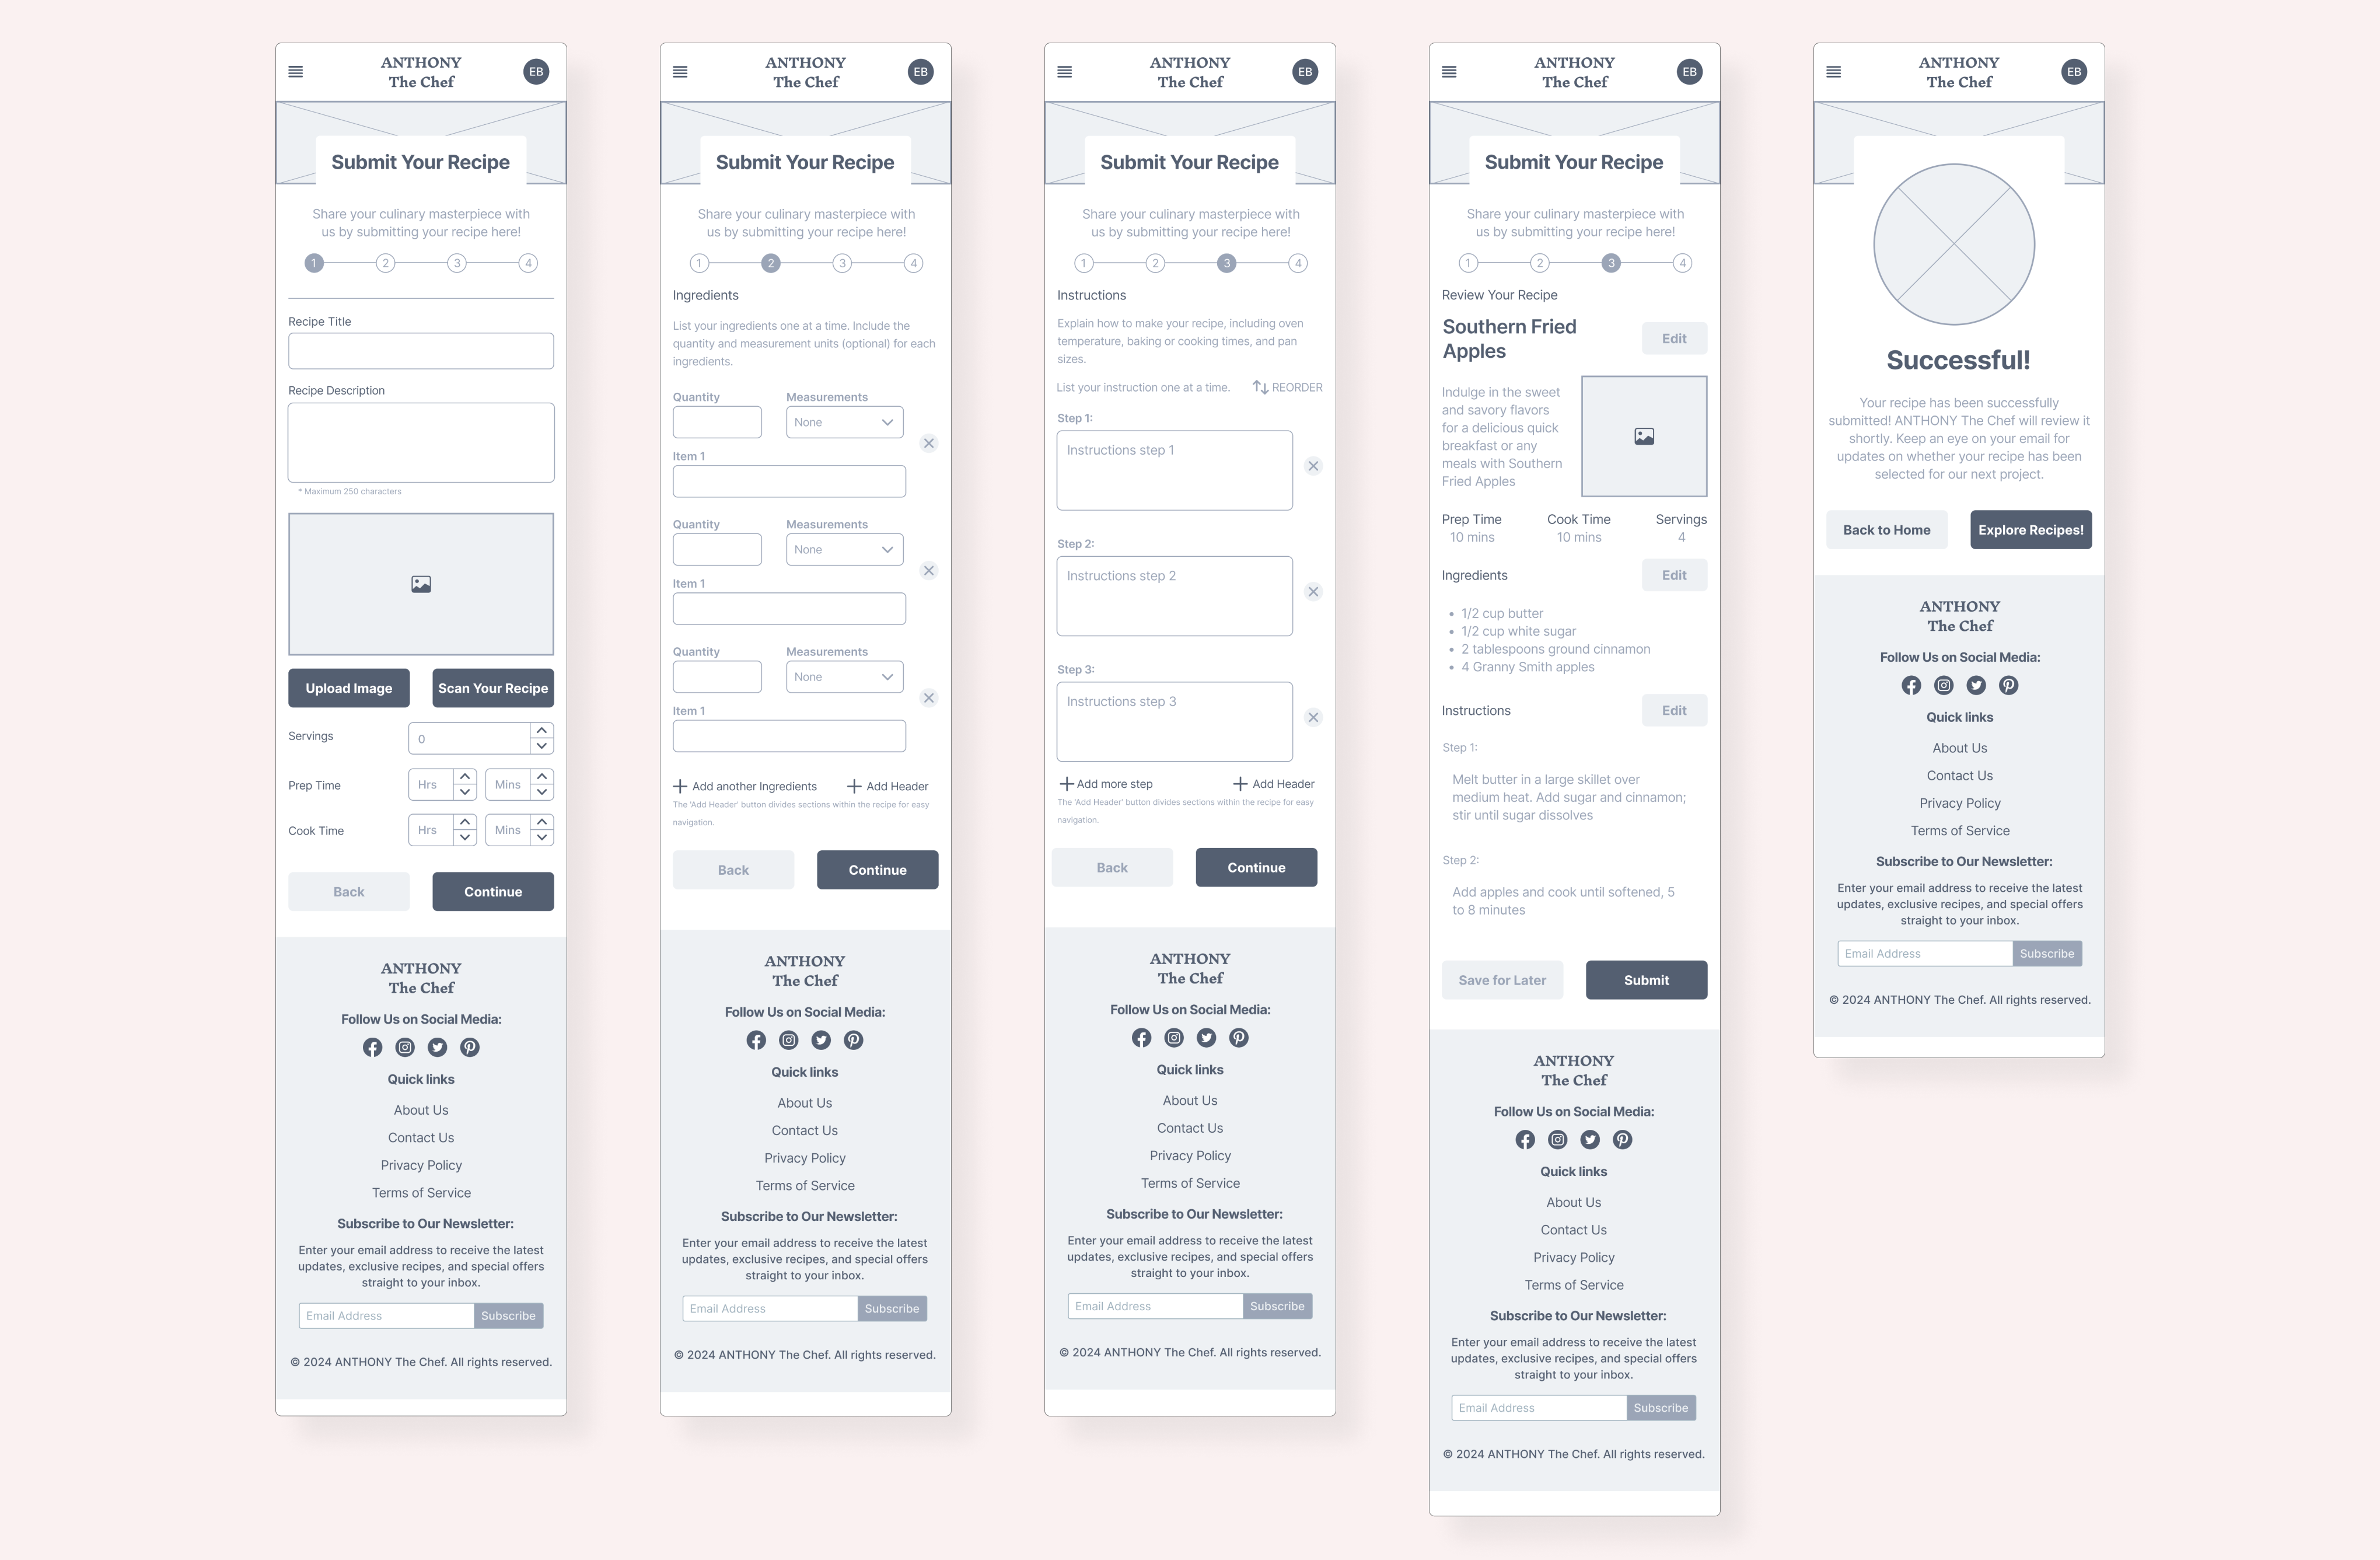 ANTHONY
The Chef
EB
Submit Your Recipe
Share your culinary masterpiece with
us by submitting your recipe here!
1 2 3 4
Recipe Title
Recipe Description
* Maximum 250 characters
Upload Image Scan Your Recipe
Servings 0
Prep Time Hrs Mins
Cook Time Hrs Mins
Back Continue
ANTHONY
The Chef
Follow Us on Social Media:
Quick links
About Us
Contact Us
Privacy Policy
Terms of Service
Subscribe to Our Newsletter:
Enter your email address to receive the latest
updates, exclusive recipes, and special offers
straight to your inbox.
Email Address Subscribe
© 2024 ANTHONY The Chef. All rights reserved.
ANTHONY
The Chef
EB
Submit Your Recipe
Share your culinary masterpiece with
us by submitting your recipe here!
1 2 3 4
Ingredients
List your ingredients one at a time. Include the
quantity and measurement units (optional) for each
ingredients.
Quantity Measurements
None
Item 1
Quantity Measurements
None
Item 1
Quantity Measurements
None
Item 1
Add another Ingredients Add Header
The 'Add Header' button divides sections within the recipe for easy
navigation.
Back Continue
ANTHONY
The Chef
Follow Us on Social Media:
Quick links
About Us
Contact Us
Privacy Policy
Terms of Service
Subscribe to Our Newsletter:
Enter your email address to receive the latest
updates, exclusive recipes, and special offers
straight to your inbox.
Email Address Subscribe
© 2024 ANTHONY The Chef. All rights reserved.
ANTHONY
The Chef
EB
Submit Your Recipe
Share your culinary masterpiece with
us by submitting your recipe here!
1 2 3 4
Instructions
Explain how to make your recipe, including oven
temperature, baking or cooking times, and pan
sizes.
List your instruction one at a time. REORDER
Step 1:
Instructions step 1
Step 2:
Instructions step 2
Step 3:
Instructions step 3
Add more step Add Header
The 'Add Header' button divides sections within the recipe for easy
navigation.
Back Continue
ANTHONY
The Chef
Follow Us on Social Media:
Quick links
About Us
Contact Us
Privacy Policy
Terms of Service
Subscribe to Our Newsletter:
Enter your email address to receive the latest
updates, exclusive recipes, and special offers
straight to your inbox.
Email Address Subscribe
© 2024 ANTHONY The Chef. All rights reserved.
ANTHONY
The Chef
EB
Submit Your Recipe
Share your culinary masterpiece with
us by submitting your recipe here!
1 2 3 4
Review Your Recipe
Southern Fried
Apples
Edit
Indulge in the sweet
and savory flavors
for a delicious quick
breakfast or any
meals with Southern
Fried Apples
Prep Time Cook Time Servings
10 mins 10 mins 4
Ingredients Edit
• 1/2 cup butter
• 1/2 cup white sugar
• 2 tablespoons ground cinnamon
• 4 Granny Smith apples
Instructions Edit
Step 1:
Melt butter in a large skillet over
medium heat. Add sugar and cinnamon;
stir until sugar dissolves
Step 2:
Add apples and cook until softened, 5
to 8 minutes
Save for Later Submit
ANTHONY
The Chef
Follow Us on Social Media:
Quick links
About Us
Contact Us
Privacy Policy
Terms of Service
Subscribe to Our Newsletter:
Enter your email address to receive the latest
updates, exclusive recipes, and special offers
straight to your inbox.
Email Address Subscribe
© 2024 ANTHONY The Chef. All rights reserved.
ANTHONY
The Chef
EB
Successful!
Your recipe has been successfully
submitted! ANTHONY The Chef will review it
shortly. Keep an eye on your email for
updates on whether your recipe has been
selected for our next project.
Back to Home Explore Recipes!
ANTHONY
The Chef
Follow Us on Social Media:
Quick links
About Us
Contact Us
Privacy Policy
Terms of Service
Subscribe to Our Newsletter:
Enter your email address to receive the latest
updates, exclusive recipes, and special offers
straight to your inbox.
Email Address Subscribe
© 2024 ANTHONY The Chef. All rights reserved.